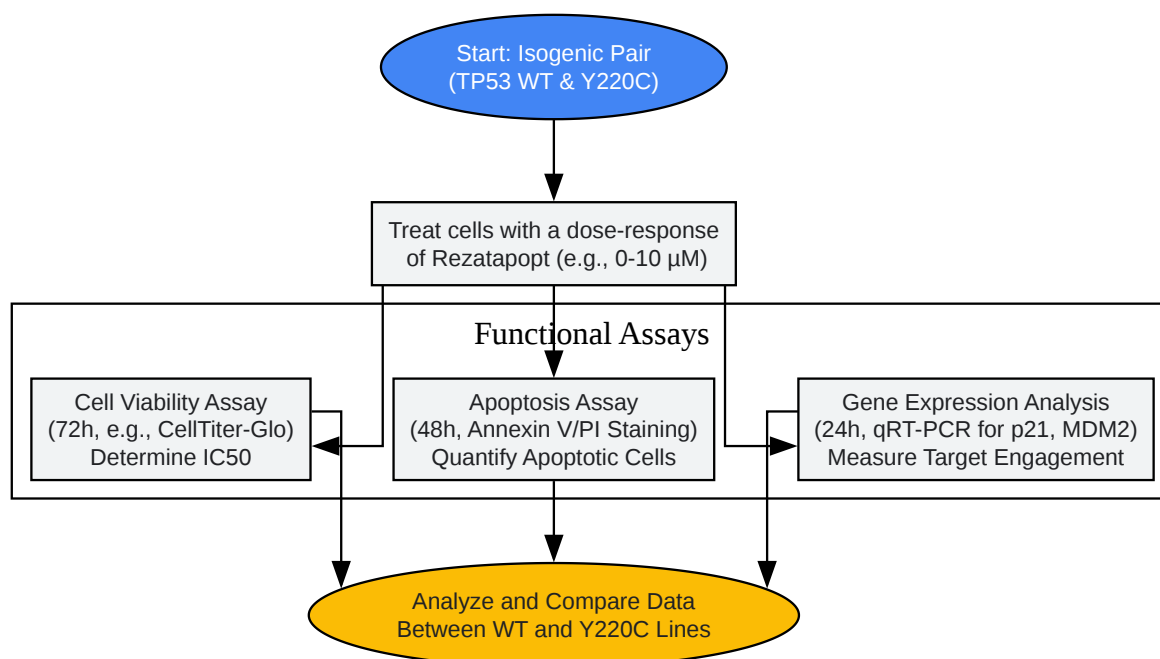 Start: Isogenic Pair
(TP53 WT & Y220C)
Treat cells with a dose-response
of Rezatapopt (e.g., 0-10 µM)
Functional Assays
Cell Viability Assay
(72h, e.g., CellTiter-Glo)
Determine IC50
Apoptosis Assay
(48h, Annexin V/PI Staining)
Quantify Apoptotic Cells
Gene Expression Analysis
(24h, qRT-PCR for p21, MDM2)
Measure Target Engagement
Analyze and Compare Data
Between WT and Y220C Lines